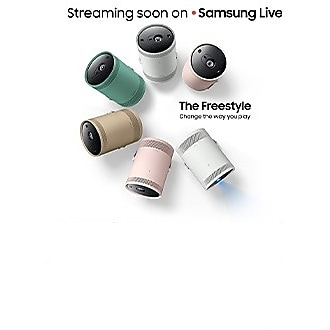 Streaming soon on • Samsung Live
The Freestyle
Change the way you play